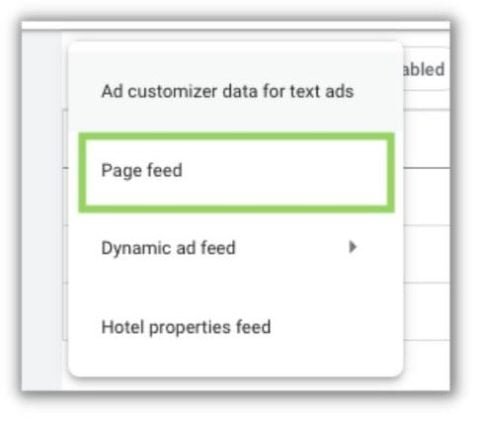 abled
Ad customizer data for text ads
Page feed
Dynamic ad feed
Hotel properties feed